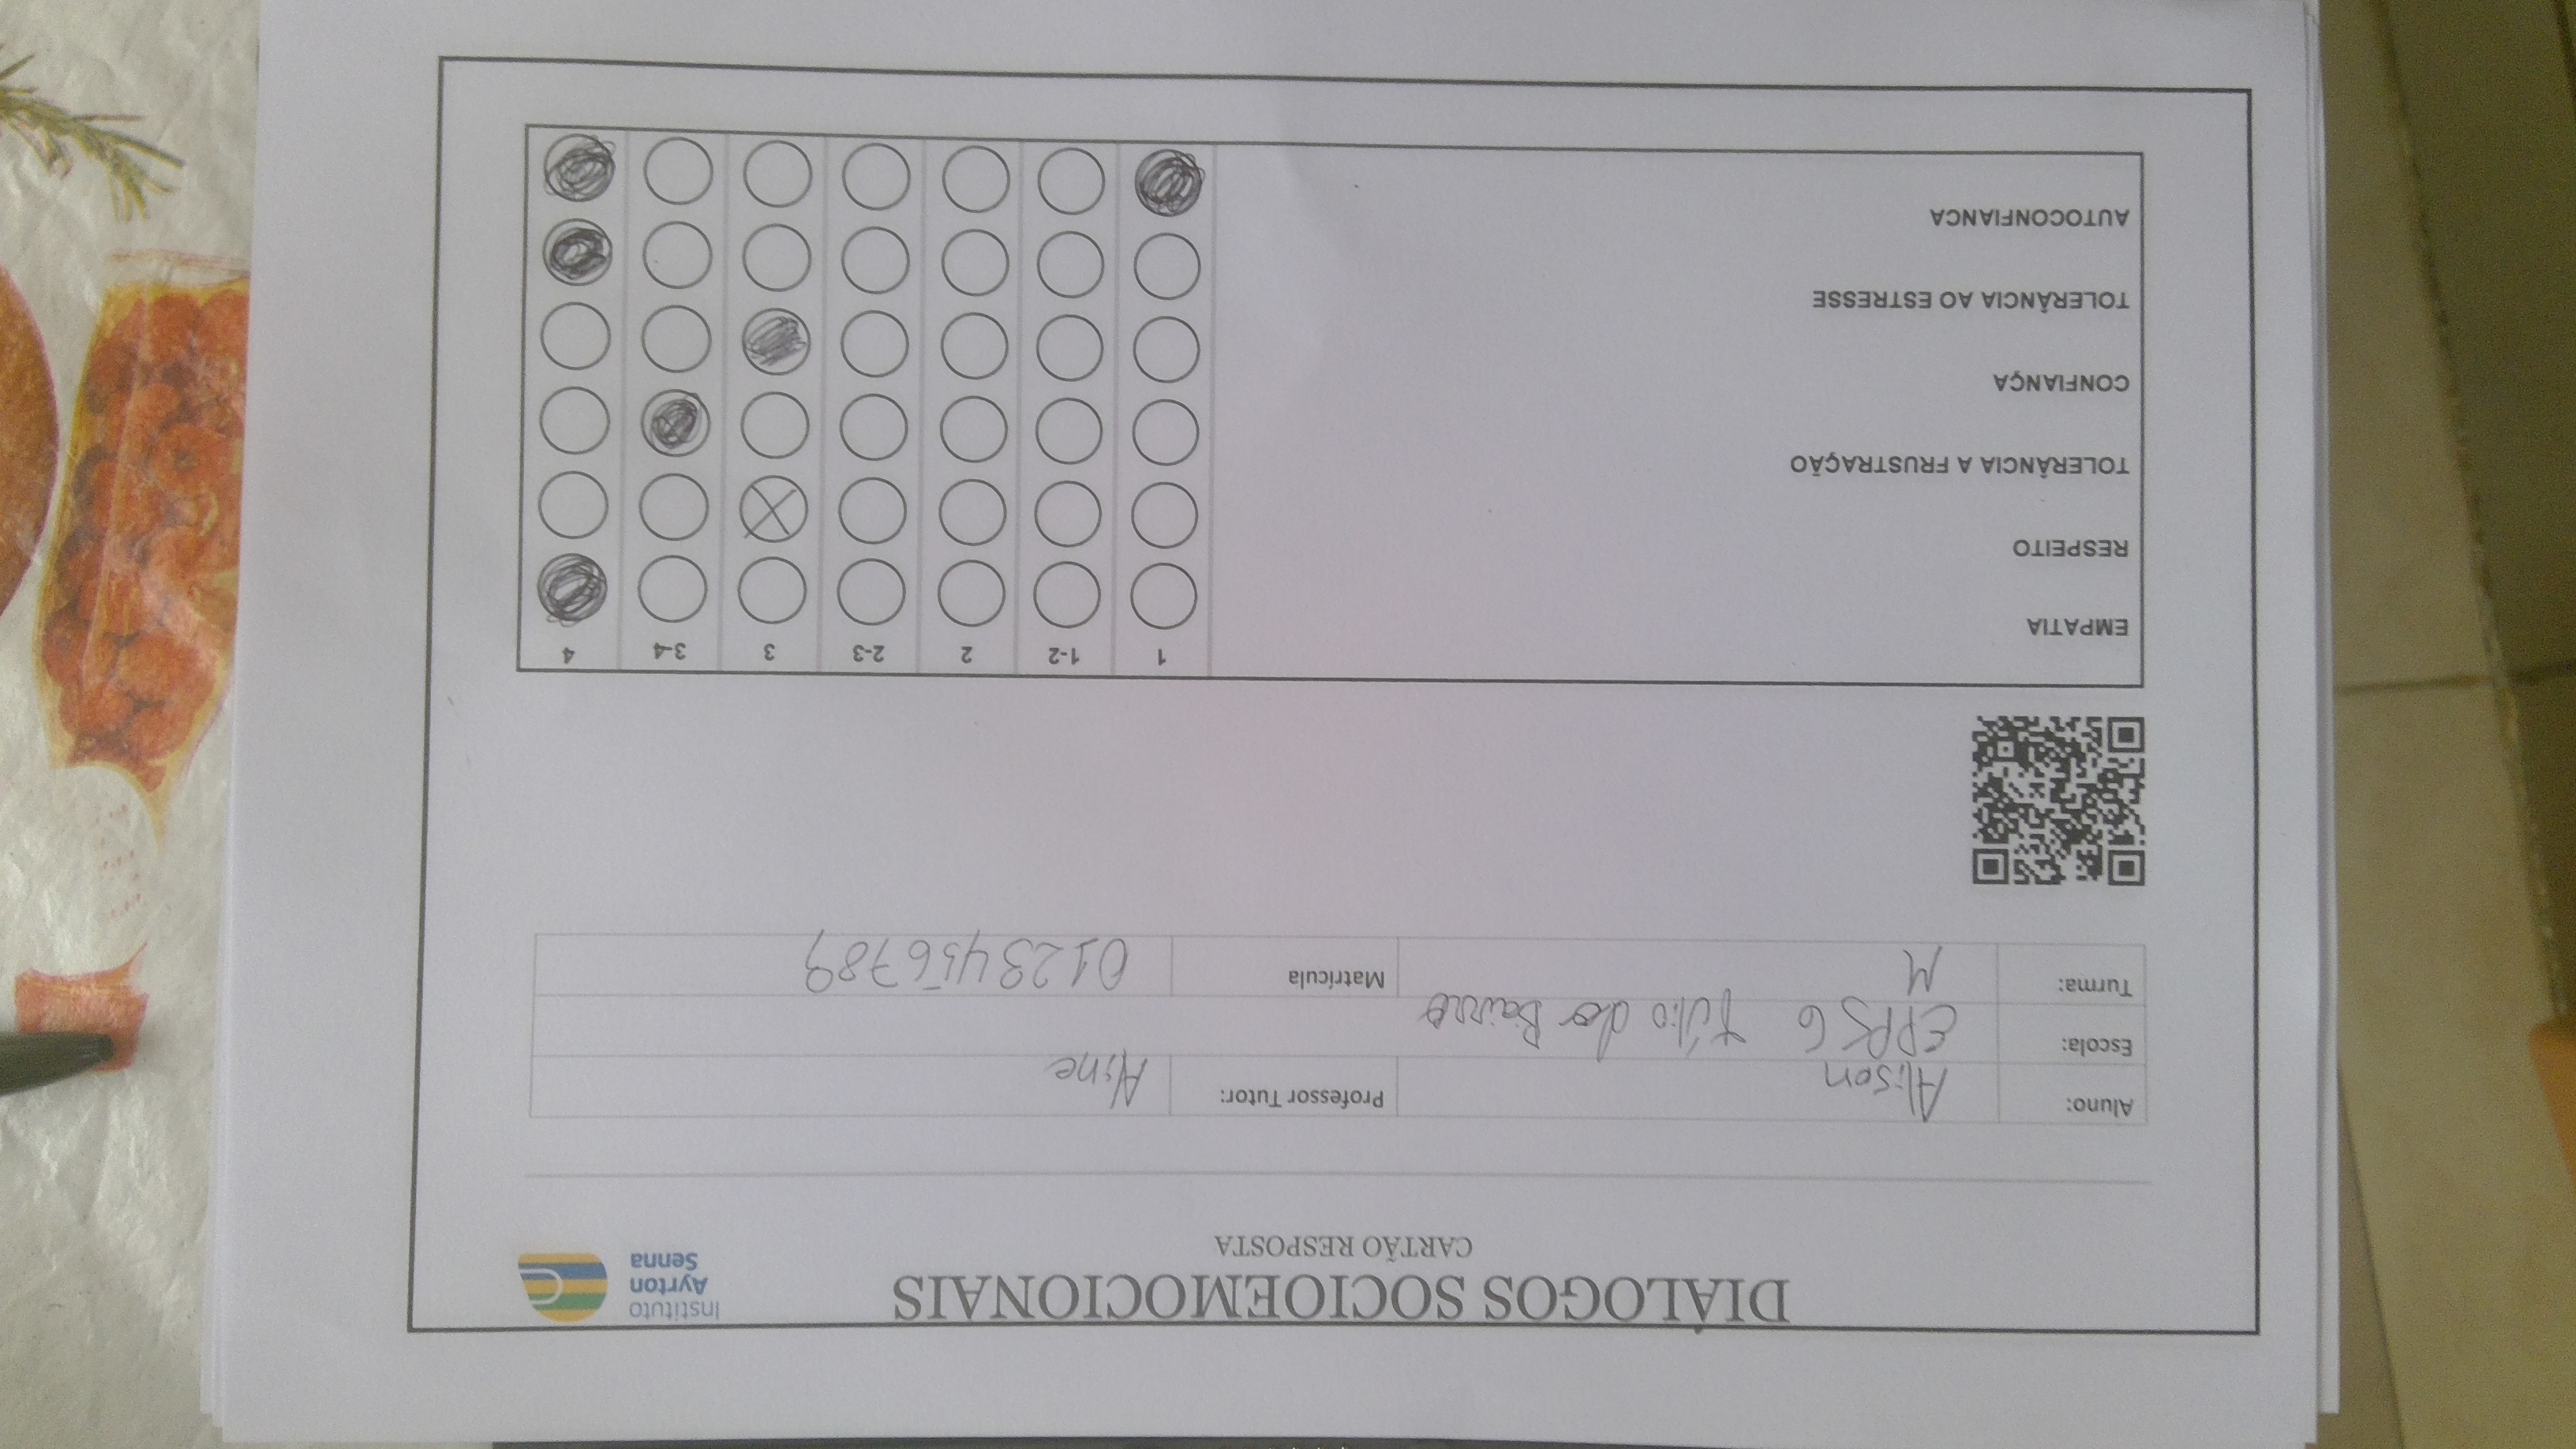 DIÁLOGOS SOCIOEMOCIONAIS
CARTÃO RESPOSTA
Instituto
Ayrton
Senna
Aluno: Alison Professor Tutor: Aline
Escola: EPPSG Túlio do Bairro
Turma: M Matrícula 0123456789
1 1-2 2 2-3 3 3-4 4
EMPATIA
RESPEITO
TOLERÂNCIA A FRUSTRAÇÃO
CONFIANÇA
TOLERÂNCIA AO ESTRESSE
AUTOCONFIANCA